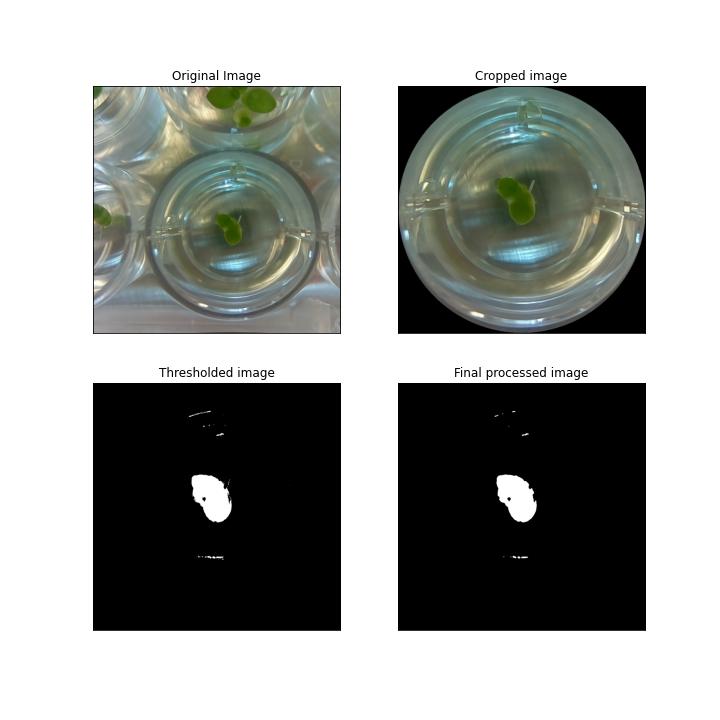 Original Image
Cropped image
Thresholded image
Final processed image